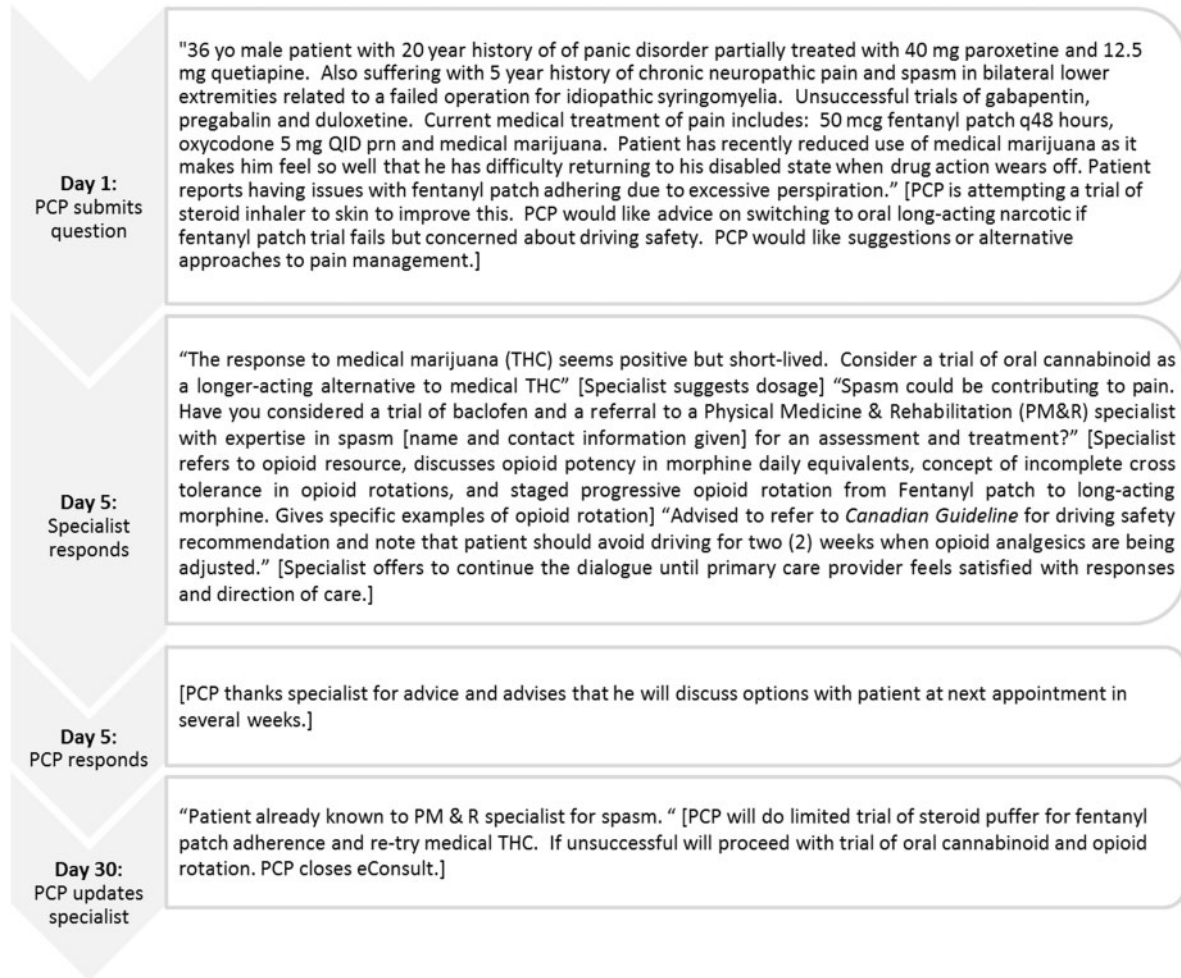 "36 yo male patient with 20 year history of of panic disorder partially treated with 40 mg paroxetine and 12.5
mg quetiapine. Also suffering with 5 year history of chronic neuropathic pain and spasm in bilateral lower
extremities related to a failed operation for idiopathic syringomyelia. Unsuccessful trials of gabapentin,
pregabalin and duloxetine. Current medical treatment of pain includes: 50 mcg fentanyl patch q48 hours,
oxycodone 5 mg QID prn and medical marijuana. Patient has recently reduced use of medical marijuana as it
makes him feel so well that he has difficulty returning to his disabled state when drug action wears off. Patient
reports having issues with fentanyl patch adhering due to excessive perspiration.” [PCP is attempting a trial of
steroid inhaler to skin to improve this. PCP would like advice on switching to oral long-acting narcotic if
fentanyl patch trial fails but concerned about driving safety. PCP would like suggestions or alternative
approaches to pain management.]
Day 1:
PCP submits
question
“The response to medical marijuana (THC) seems positive but short-lived. Consider a trial of oral cannabinoid as
a longer-acting alternative to medical THC” [Specialist suggests dosage] “Spasm could be contributing to pain.
Have you considered a trial of baclofen and a referral to a Physical Medicine & Rehabilitation (PM&R) specialist
with expertise in spasm [name and contact information given] for an assessment and treatment?” [Specialist
refers to opioid resource, discusses opioid potency in morphine daily equivalents, concept of incomplete cross
tolerance in opioid rotations, and staged progressive opioid rotation from Fentanyl patch to long-acting
morphine. Gives specific examples of opioid rotation] “Advised to refer to Canadian Guideline for driving safety
recommendation and note that patient should avoid driving for two (2) weeks when opioid analgesics are being
adjusted.” [Specialist offers to continue the dialogue until primary care provider feels satisfied with responses
and direction of care.]
Day 5:
Specialist
responds
[PCP thanks specialist for advice and advises that he will discuss options with patient at next appointment in
several weeks.]
Day 5:
PCP responds
“Patient already known to PM & R specialist for spasm. “ [PCP will do limited trial of steroid puffer for fentanyl
patch adherence and re-try medical THC. If unsuccessful will proceed with trial of oral cannabinoid and opioid
rotation. PCP closes eConsult.]
Day 30:
PCP updates
specialist